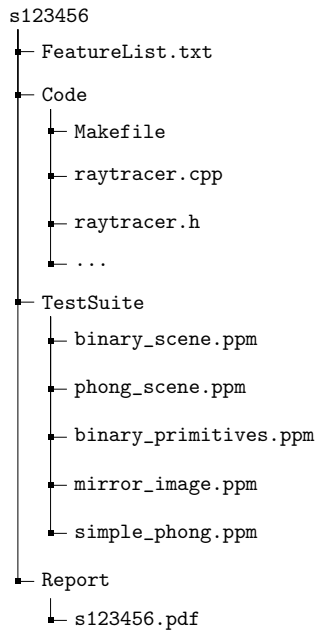 s123456
FeatureList.txt
Code
Makefile
raytracer.cpp
raytracer.h
...
TestSuite
binary_scene.ppm
phong_scene.ppm
binary_primitives.ppm
mirror_image.ppm
simple_phong.ppm
Report
s123456.pdf